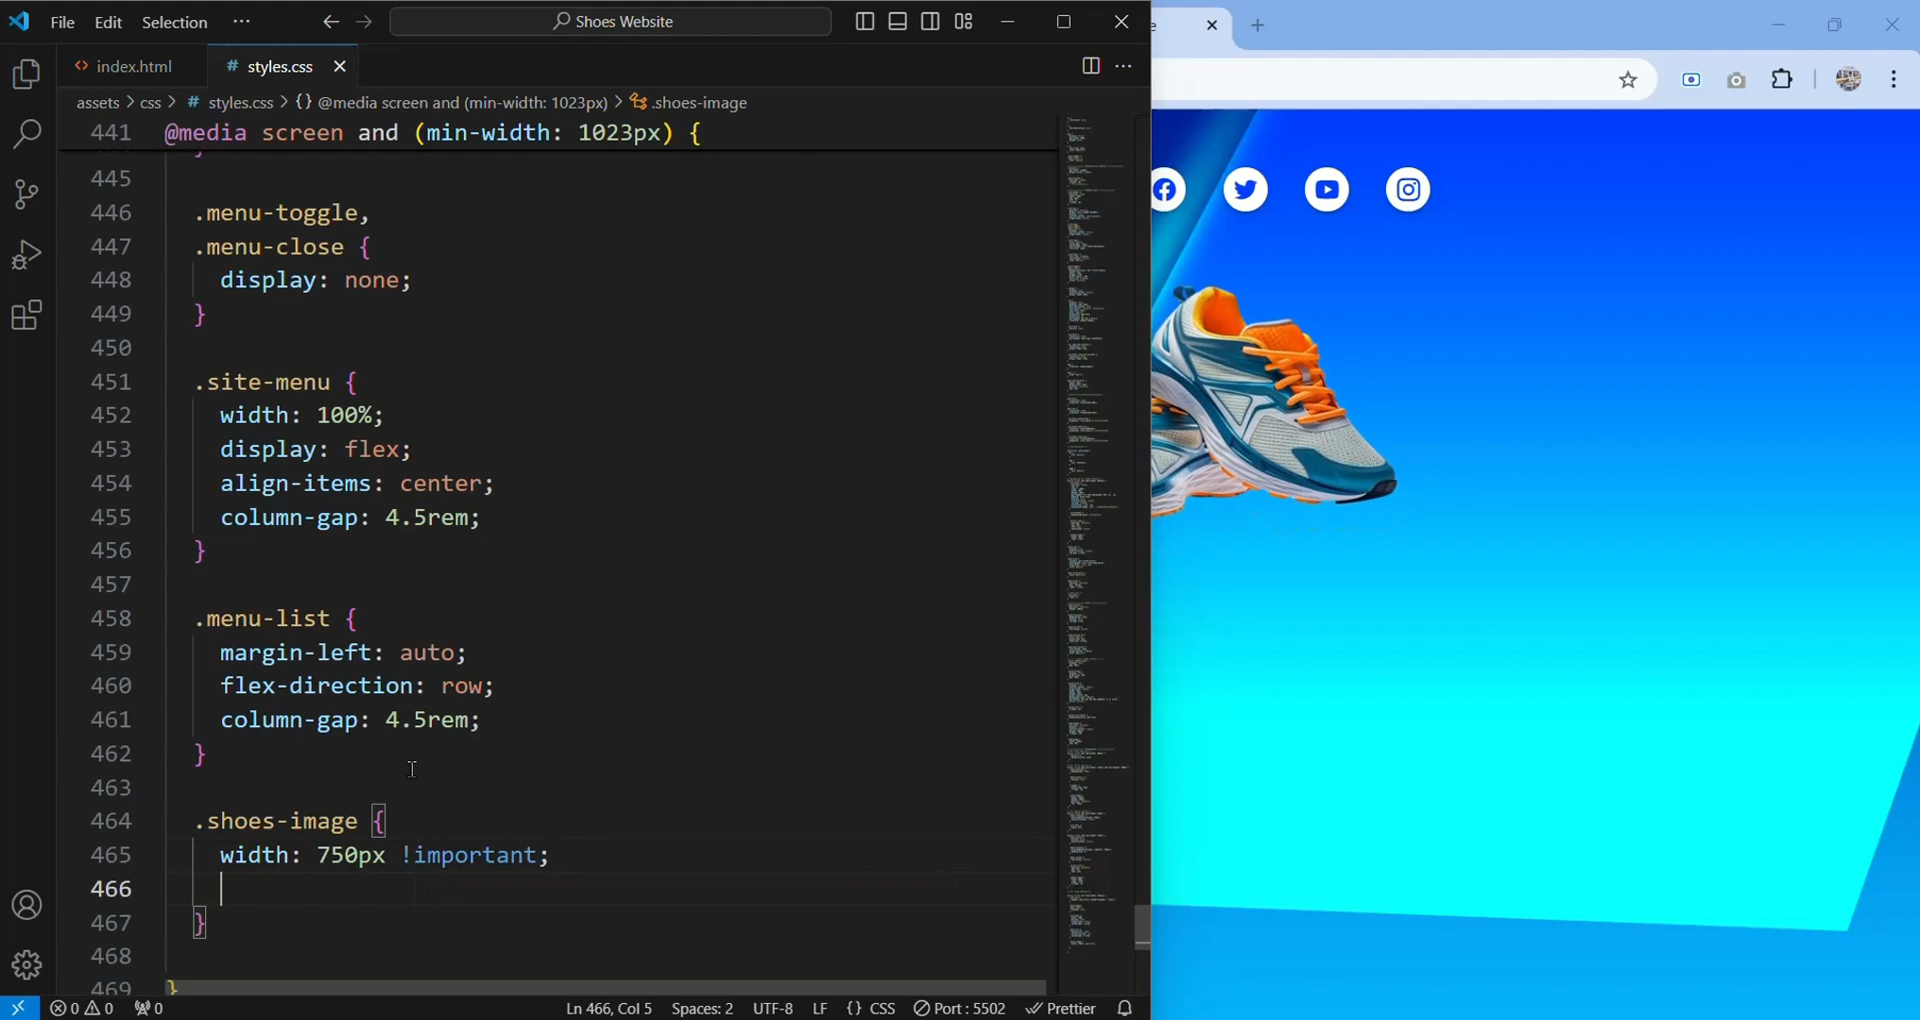 File Edit Selection ··· Shoes Website
index.html # styles.css
assets > css > # styles.css > {} @media screen and (min-width: 1023px) > .shoes-image
441 @media screen and (min-width: 1023px) {
445
446 .menu-toggle,
447 .menu-close {
448 display: none;
449 }
450
451 .site-menu {
452 width: 100%;
453 display: flex;
454 align-items: center;
455 column-gap: 4.5rem;
456 }
457
458 .menu-list {
459 margin-left: auto;
460 flex-direction: row;
461 column-gap: 4.5rem;
462 }
463
464 .shoes-image {
465 width: 750px !important;
466
467 }
468
469 }
0 0 0 Ln 466, Col 5 Spaces: 2 UTF-8 LF {} CSS Port : 5502 Prettier